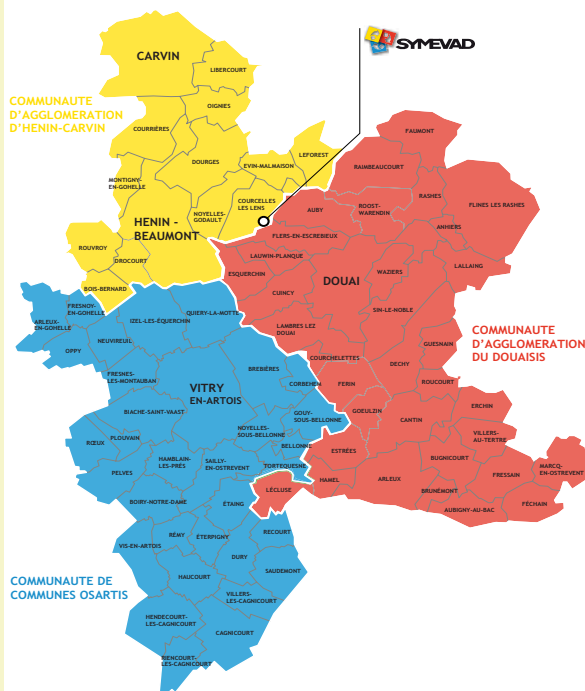 SYMEVAD
CARVIN
LIBERCOURT
COMMUNAUTE
D'AGGLOMERATION
D'HENIN-CARVIN
OIGNIES
COURRIÈRES
DOURGES
EVIN-MALMAISON
LEFOREST
MONTIGNY-
EN-GOHELLE
COURCELLES
LES LENS
NOYELLES-
GODAULT
HENIN -
BEAUMONT
ROUVROY
DROCOURT
BOIS-BERNARD
FAUMONT
RAIMBEAUCOURT
RASHES
FLINES LES RASHES
ROOST-
WARENDIN
AUBY
ANHIERS
FLERS-EN-ESCREBIEUX
LAUWIN-PLANQUE
LALLAING
ESQUERCHIN
DOUAI
WAZIERS
CUINCY
SIN-LE-NOBLE
LAMBRES LEZ
DOUAI
GUESNAIN
COMMUNAUTE
D'AGGLOMERATION
DU DOUAISIS
COURCHELETTES
DECHY
FERIN
ROUCOURT
GOEULZIN
CANTIN
ERCHIN
VILLERS-
AU-TERTRE
ESTRÉES
BUGNICOURT
MARCQ-
EN-OSTREVENT
FRESSAIN
HAMEL
ARLEUX
BRUNÉMONT
FÉCHAIN
AUBIGNY-AU-BAC
LÉCLUSE
FRESNOY-
EN-GOHELLE
ARLEUX-
EN-GOHELLE
IZEL-LES-ÉQUERCHIN
QUIERY-LA-MOTTE
NEUVIREUIL
OPPY
BREBIÈRES
FRESNES-
LES-MONTAUBAN
VITRY
EN-ARTOIS
CORBEHEM
BIACHE-SAINT-VAAST
GOUY-
SOUS-BELLONNE
NOYELLES-
SOUS-BELLONNE
PLOUVAIN
RŒUX
BELLONNE
HAMBLAIN-
LES-PRÉS
SAILLY-
EN-OSTREVENT
TORTEQUESNE
PELVES
BOIRY-NOTRE-DAME
ÉTAING
RÉMY
ÉTERPIGNY
RECOURT
VIS-EN-ARTOIS
DURY
SAUDEMONT
HAUCOURT
COMMUNAUTE DE
COMMUNES OSARTIS
VILLERS-
LES-CAGNICOURT
HENDECOURT-
LES-CAGNICOURT
CAGNICOURT
RIENCOURT
LES-CAGNICOURT